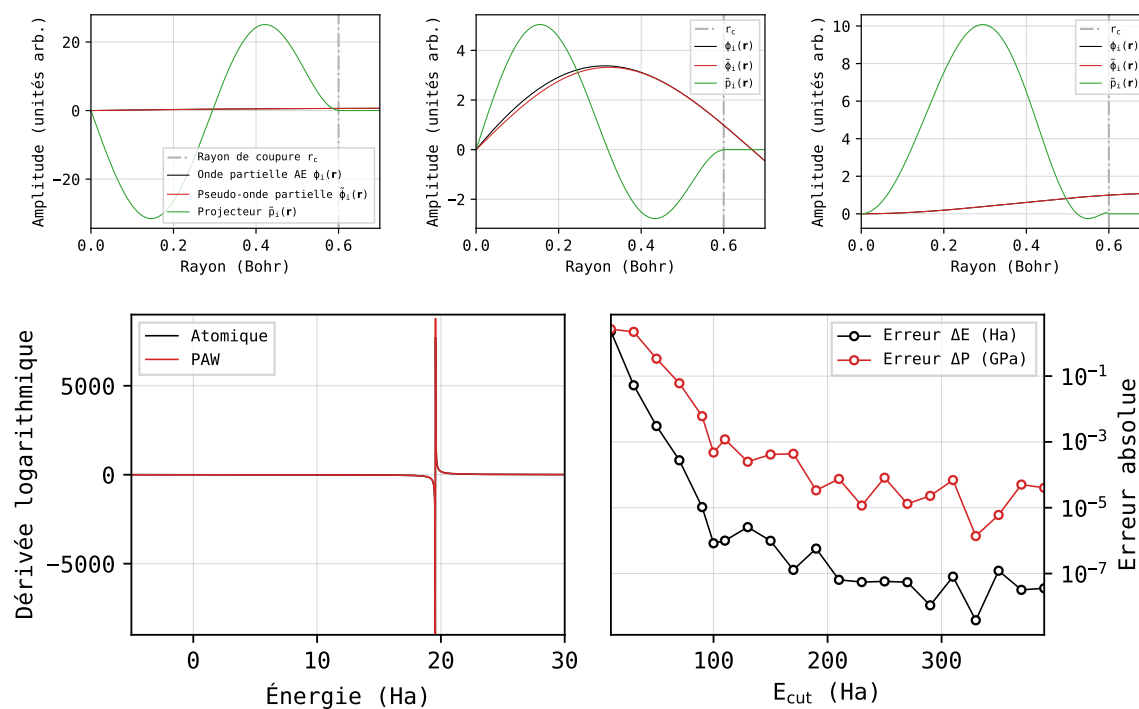 Amplitude (unités arb.)
20
0
−20
Rayon de coupure r_c
Onde partielle AE ϕ_i(r)
Pseudo-onde partielle ϕ̃_i(r)
Projecteur p̃_i(r)
0.0 0.2 0.4 0.6
Rayon (Bohr)
Amplitude (unités arb.)
4
2
0
−2
r_c
ϕ_i(r)
ϕ̃_i(r)
p̃_i(r)
0.0 0.2 0.4 0.6
Rayon (Bohr)
Amplitude (unités arb.)
10
8
6
4
2
0
r_c
ϕ_i(r)
ϕ̃_i(r)
p̃_i(r)
0.0 0.2 0.4 0.6
Rayon (Bohr)
Dérivée logarithmique
5000
0
−5000
Atomique
PAW
0 10 20 30
Énergie (Ha)
Erreur ΔE (Ha)
Erreur ΔP (GPa)
10⁻¹
10⁻³
10⁻⁵
10⁻⁷
Erreur absolue
100 200 300
E_cut (Ha)